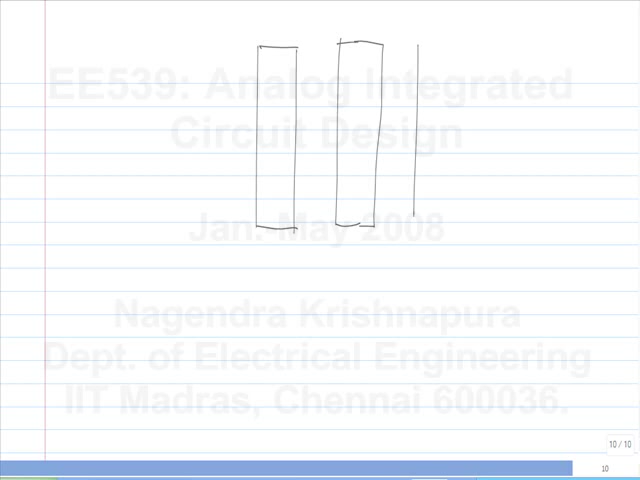 EE539: Analog Integrated
Circuit Design
Jan.-May 2008
Nagendra Krishnapura
Dept. of Electrical Engineering
IIT Madras, Chennai 600036.
10 / 10
10